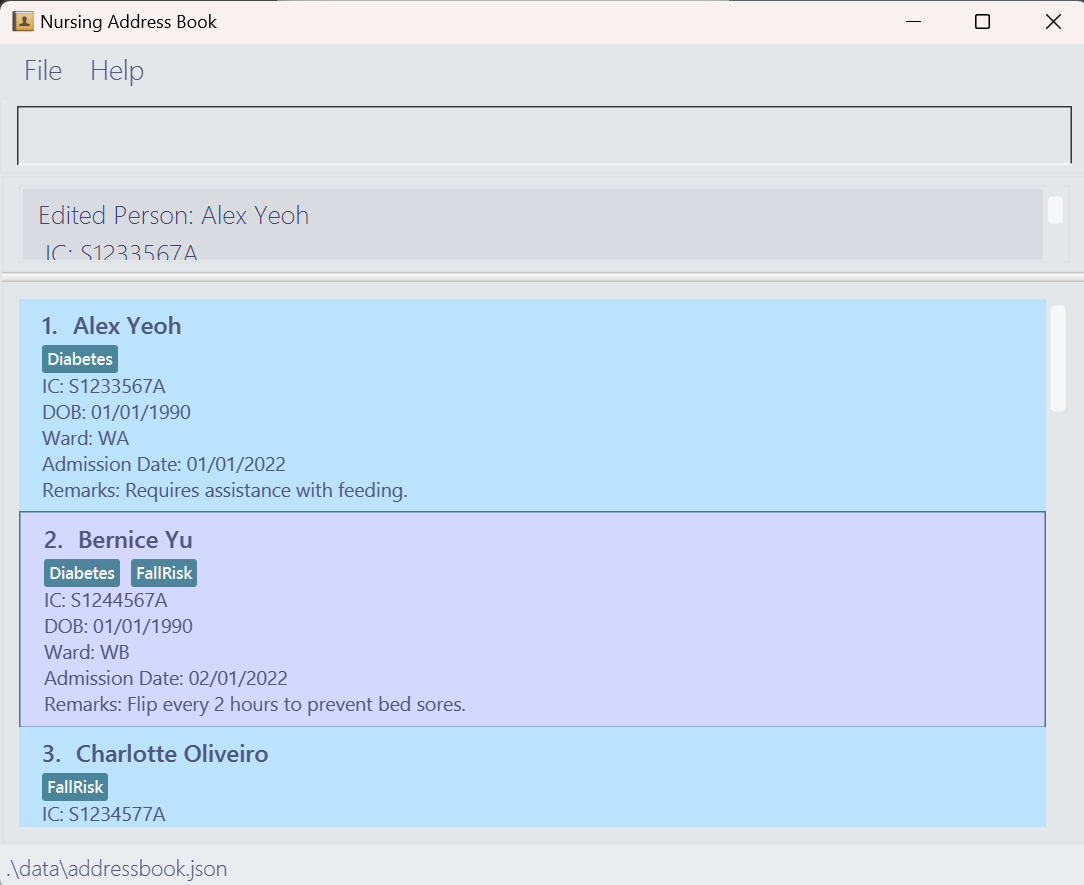 Nursing Address Book
File Help
Edited Person: Alex Yeoh
IC: S1233567A
1. Alex Yeoh
Diabetes
IC: S1233567A
DOB: 01/01/1990
Ward: WA
Admission Date: 01/01/2022
Remarks: Requires assistance with feeding.
2. Bernice Yu
Diabetes FallRisk
IC: S1244567A
DOB: 01/01/1990
Ward: WB
Admission Date: 02/01/2022
Remarks: Flip every 2 hours to prevent bed sores.
3. Charlotte Oliveiro
FallRisk
IC: S1234577A
.\data\addressbook.json